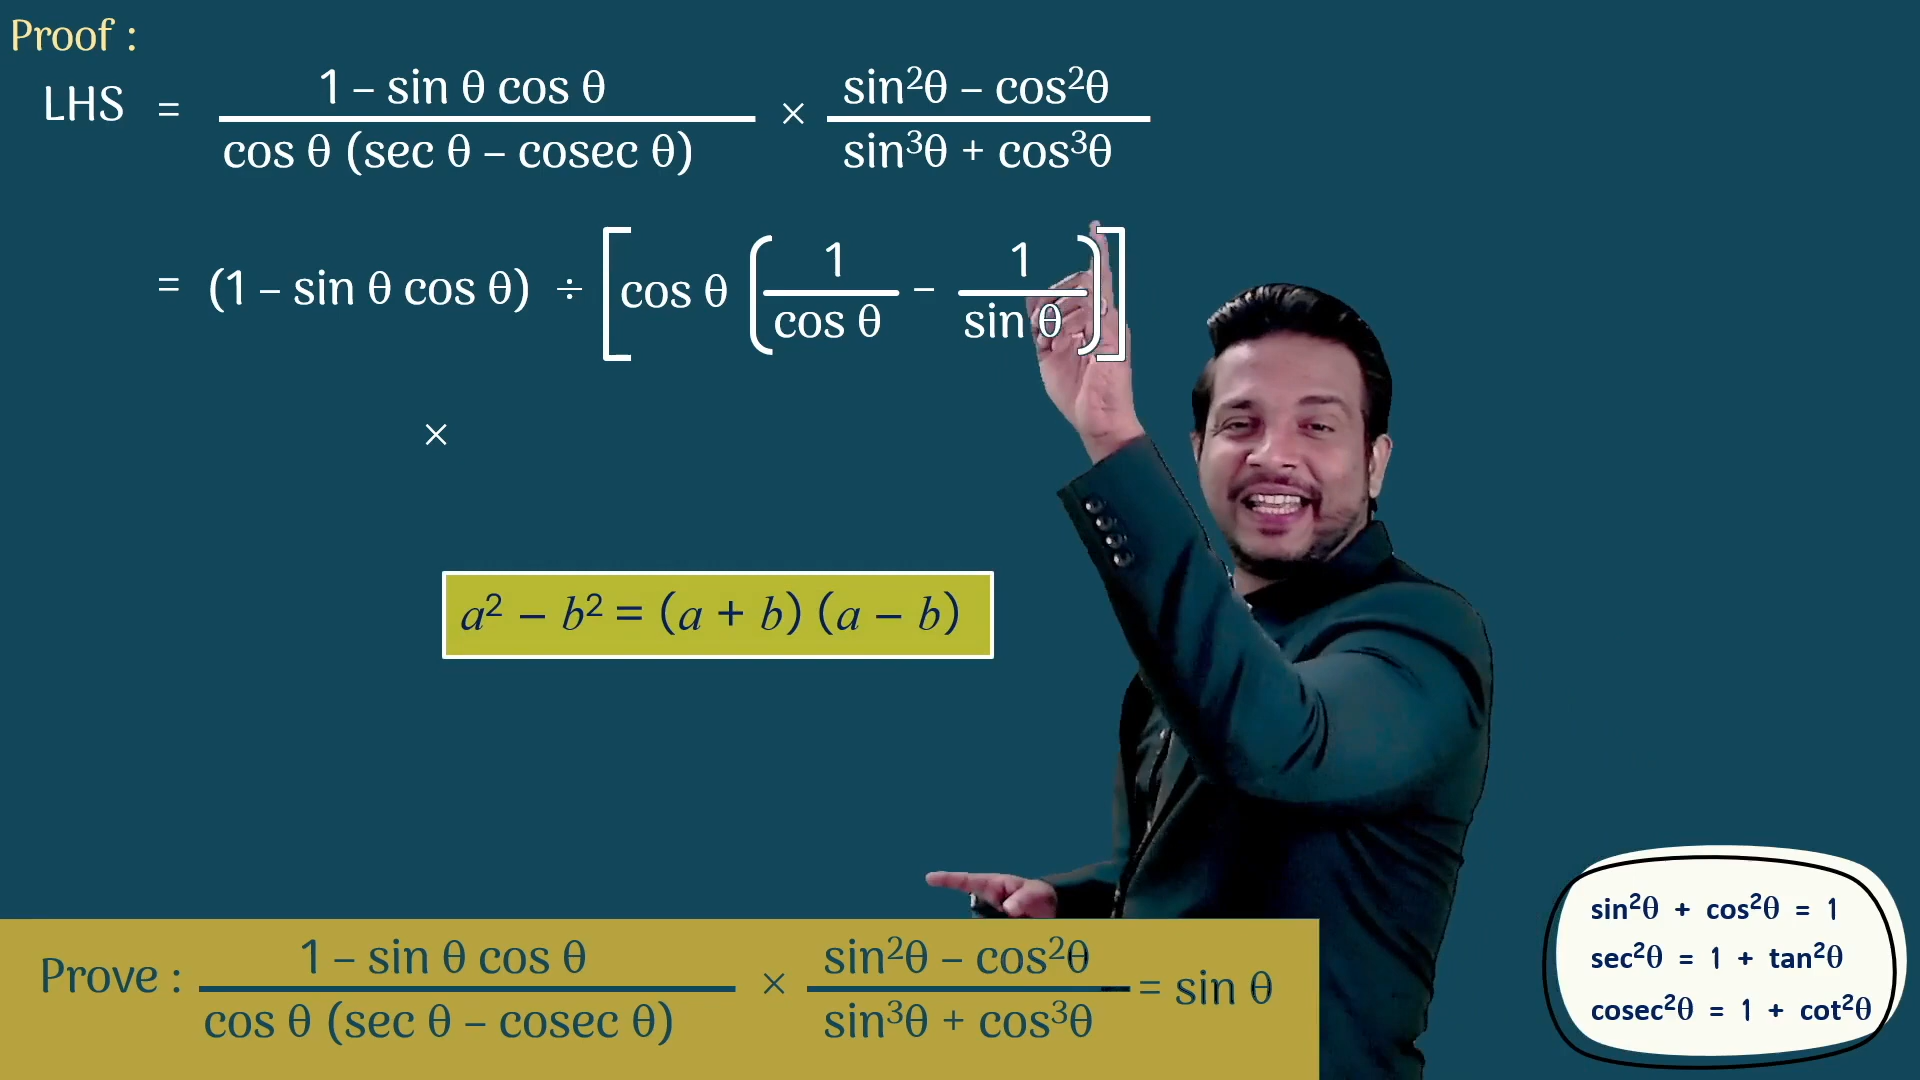 Proof :
LHS = (1 – sin θ cos θ) / (cos θ (sec θ – cosec θ)) × (sin²θ – cos²θ) / (sin³θ + cos³θ)
= (1 – sin θ cos θ) ÷ [cos θ (1 / cos θ – 1 / sin θ)]
×
a² – b² = (a + b) (a – b)
Prove : (1 – sin θ cos θ) / (cos θ (sec θ – cosec θ)) × (sin²θ – cos²θ) / (sin³θ + cos³θ) = sin θ
sin²θ + cos²θ = 1
sec²θ = 1 + tan²θ
cosec²θ = 1 + cot²θ